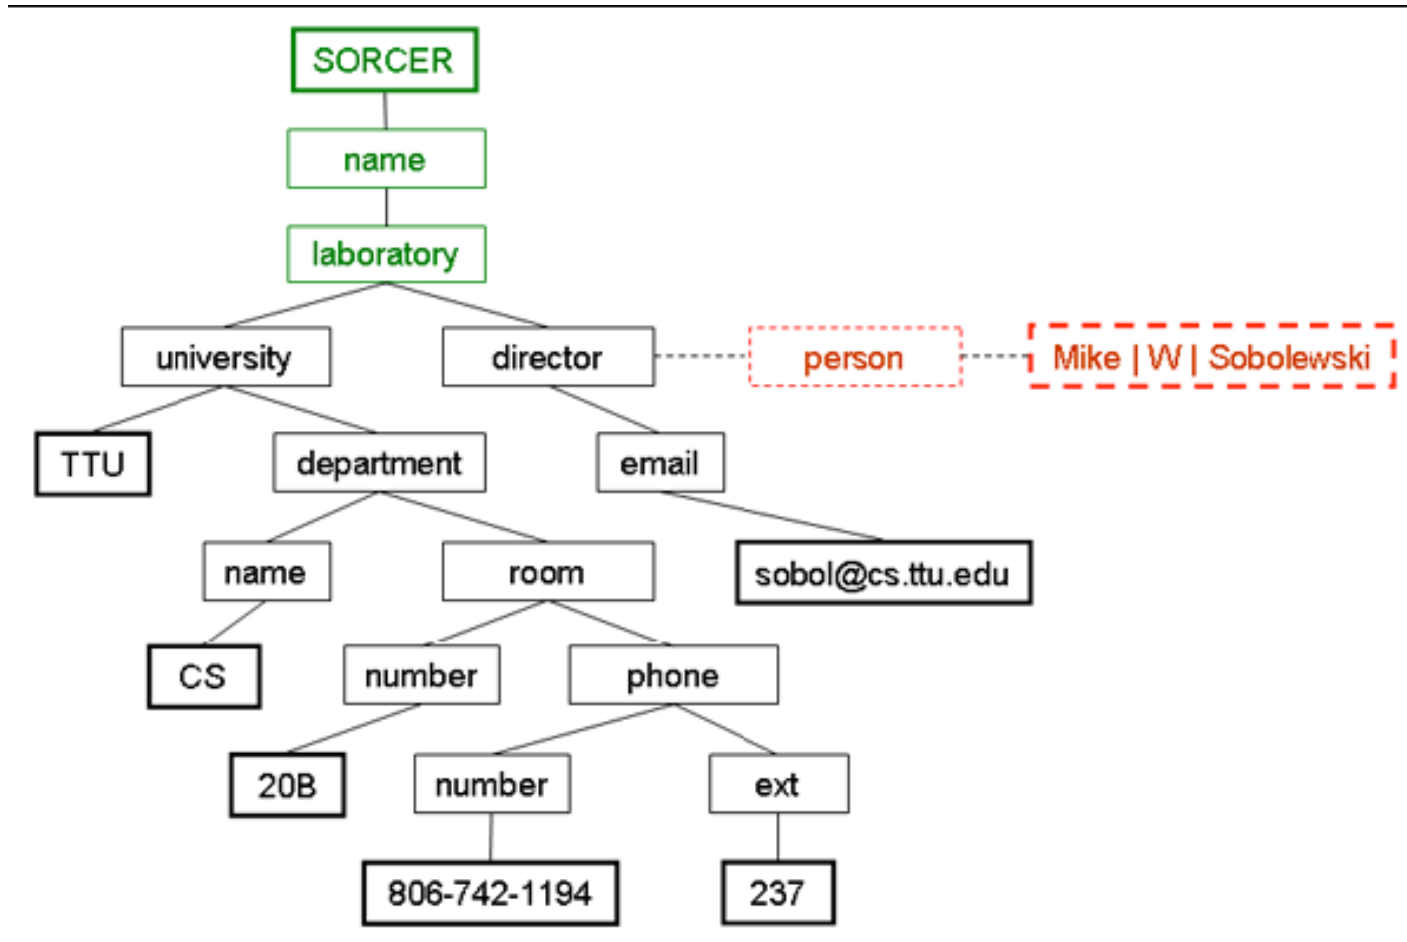 SORCER
name
laboratory
university
director
person
Mike | W | Sobolewski
TTU
department
email
name
room
sobol@cs.ttu.edu
CS
number
phone
20B
number
ext
806-742-1194
237